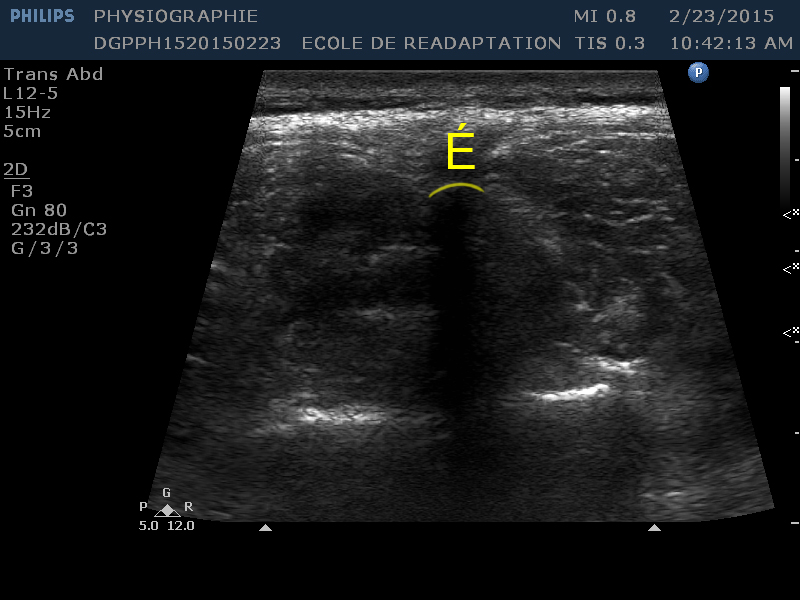 PHILIPS PHYSIOGRAPHIE MI 0.8 2/23/2015
DGPPH1520150223 ECOLE DE READAPTATION TIS 0.3 10:42:13 AM
Trans Abd
L12-5
15Hz
5cm
2D
F3
Gn 80
232dB/C3
G/3/3
P
É
G
P R
5.0 12.0